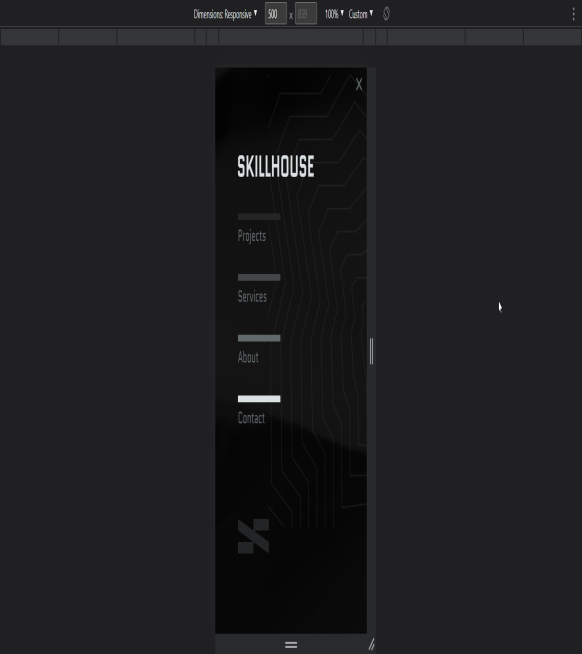 Dimensions: Responsive ▼ 500 x 100% ▼ Custom ▼
X
SKILLHOUSE
Projects
Services
About
Contact